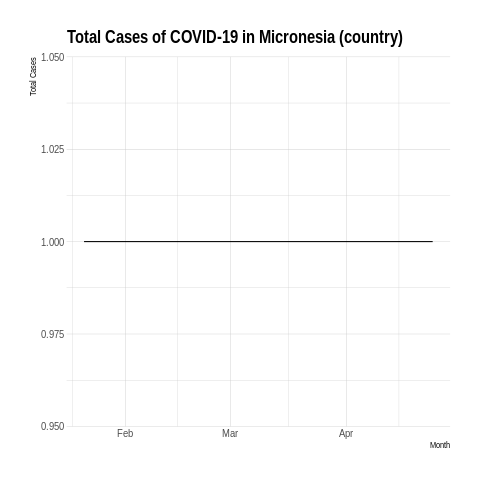 Total Cases of COVID-19 in Micronesia (country)
Total Cases
1.050
1.025
1.000
0.975
0.950
Feb Mar Apr
Month